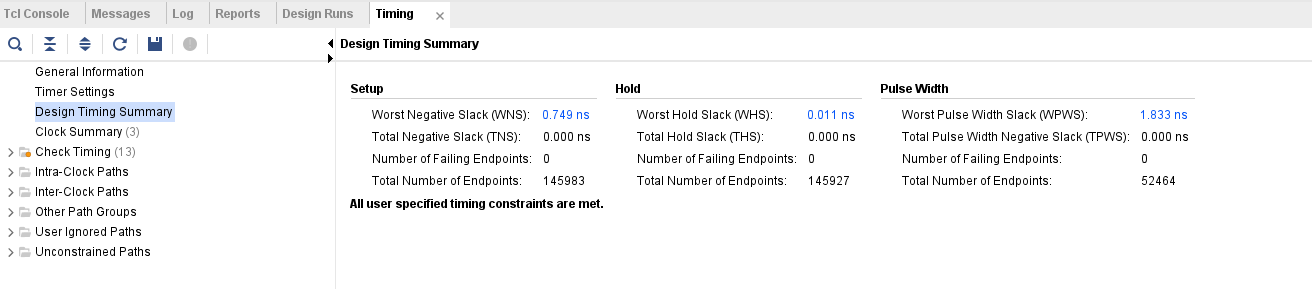 Tcl Console Messages Log Reports Design Runs Timing
Design Timing Summary
General Information
Timer Settings
Design Timing Summary
Clock Summary (3)
Check Timing (13)
Intra-Clock Paths
Inter-Clock Paths
Other Path Groups
User Ignored Paths
Unconstrained Paths
Setup
Worst Negative Slack (WNS): 0.749 ns
Total Negative Slack (TNS): 0.000 ns
Number of Failing Endpoints: 0
Total Number of Endpoints: 145983
Hold
Worst Hold Slack (WHS): 0.011 ns
Total Hold Slack (THS): 0.000 ns
Number of Failing Endpoints: 0
Total Number of Endpoints: 145927
Pulse Width
Worst Pulse Width Slack (WPWS): 1.833 ns
Total Pulse Width Negative Slack (TPWS): 0.000 ns
Number of Failing Endpoints: 0
Total Number of Endpoints: 52464
All user specified timing constraints are met.